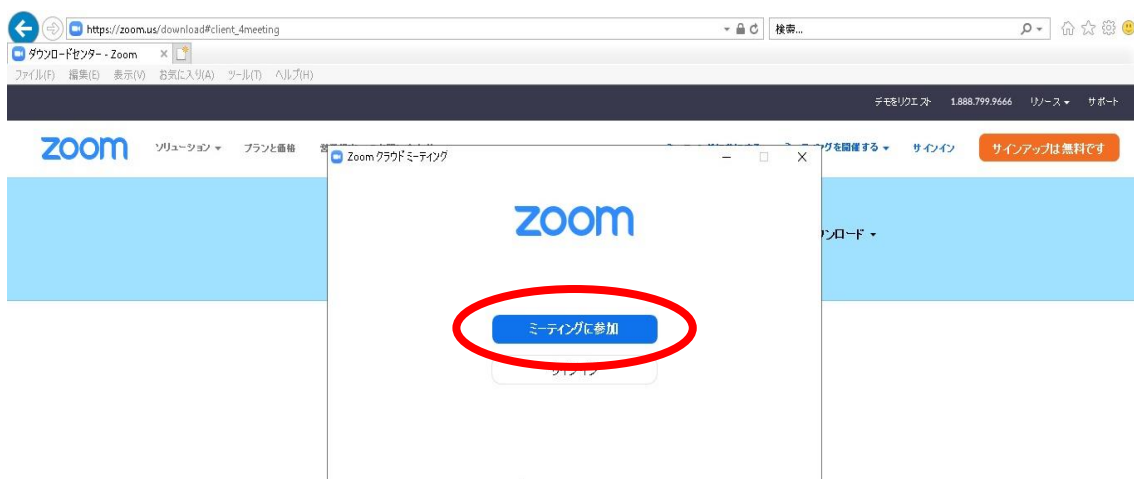 https://zoom.us/download#client_4meeting
検索...
ダウンロードセンター - Zoom
ファイル(F) 編集(E) 表示(V) お気に入り(A) ツール(T) ヘルプ(H)
デモをリクエスト 1.888.799.9666 リソース サポート
zoom ソリューション プランと価格 を開催する サインイン サインアップは無料です
Zoom クラウド ミーティング
zoom
ンロード
ミーティングに参加
サインイン